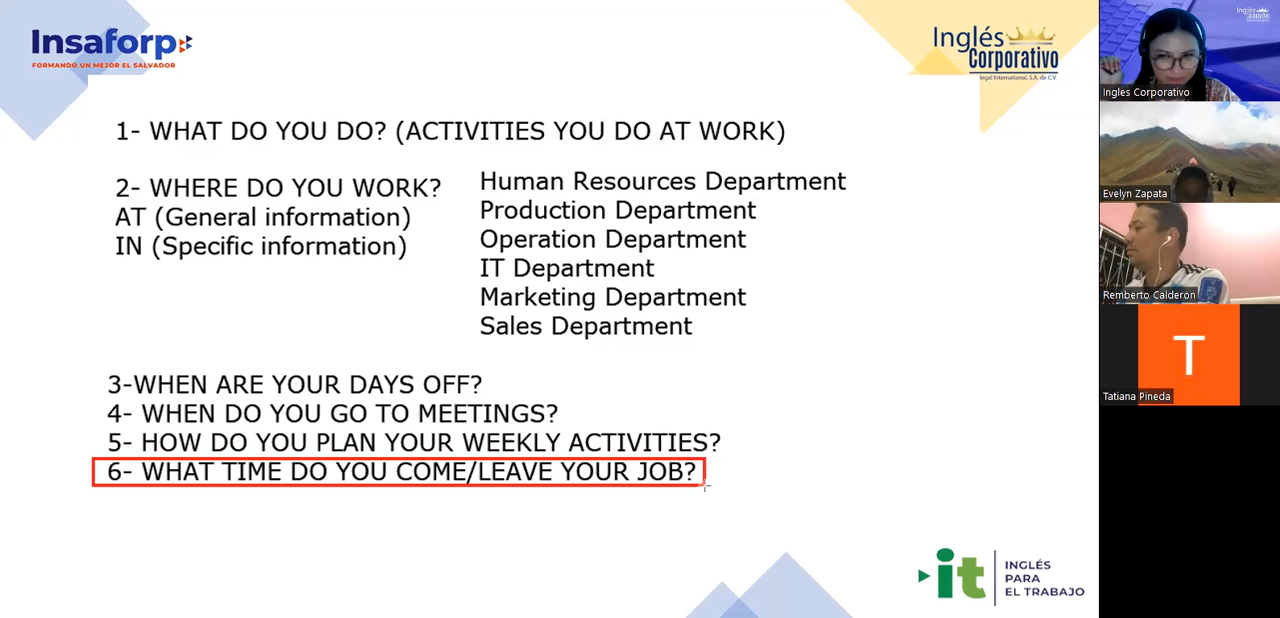 Insaforp
FORMANDO UN MEJOR EL SALVADOR
Inglés
Corporativo
legal International, S.A. de C.V.
1- WHAT DO YOU DO? (ACTIVITIES YOU DO AT WORK)
2- WHERE DO YOU WORK?
AT (General information)
IN (Specific information)
Human Resources Department
Production Department
Operation Department
IT Department
Marketing Department
Sales Department
3-WHEN ARE YOUR DAYS OFF?
4- WHEN DO YOU GO TO MEETINGS?
5- HOW DO YOU PLAN YOUR WEEKLY ACTIVITIES?
6- WHAT TIME DO YOU COME/LEAVE YOUR JOB?
it
INGLÉS
PARA
EL TRABAJO
Ingles Corporativo
Evelyn Zapata
Remberto Calderon
T
Tatiana Pineda